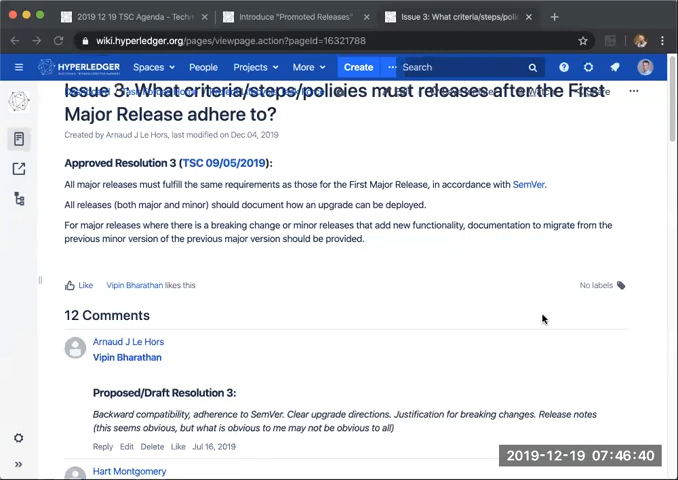 2019 12 19 TSC Agenda - Techn
Introduce "Promoted Releases"
Issue 3: What criteria/steps/poli
wiki.hyperledger.org/pages/viewpage.action?pageId=16321788
HYPERLEDGER
Spaces
People
Projects
More
Create
Search
Issue 3: What criteria/steps/policies must releases after the First
Major Release adhere to?
Created by Arnaud J Le Hors, last modified on Dec 04, 2019
Approved Resolution 3 (TSC 09/05/2019):
All major releases must fulfill the same requirements as those for the First Major Release, in accordance with SemVer.
All releases (both major and minor) should document how an upgrade can be deployed.
For major releases where there is a breaking change or minor releases that add new functionality, documentation to migrate from the
previous minor version of the previous major version should be provided.
Like
Vipin Bharathan likes this
No labels
12 Comments
Arnaud J Le Hors
Vipin Bharathan
Proposed/Draft Resolution 3:
Backward compatibility, adherence to SemVer. Clear upgrade directions. Justification for breaking changes. Release notes
(this seems obvious, but what is obvious to me may not be obvious to all)
Reply Edit Delete Like Jul 16, 2019
Hart Montgomery
2019-12-19 07:46:40